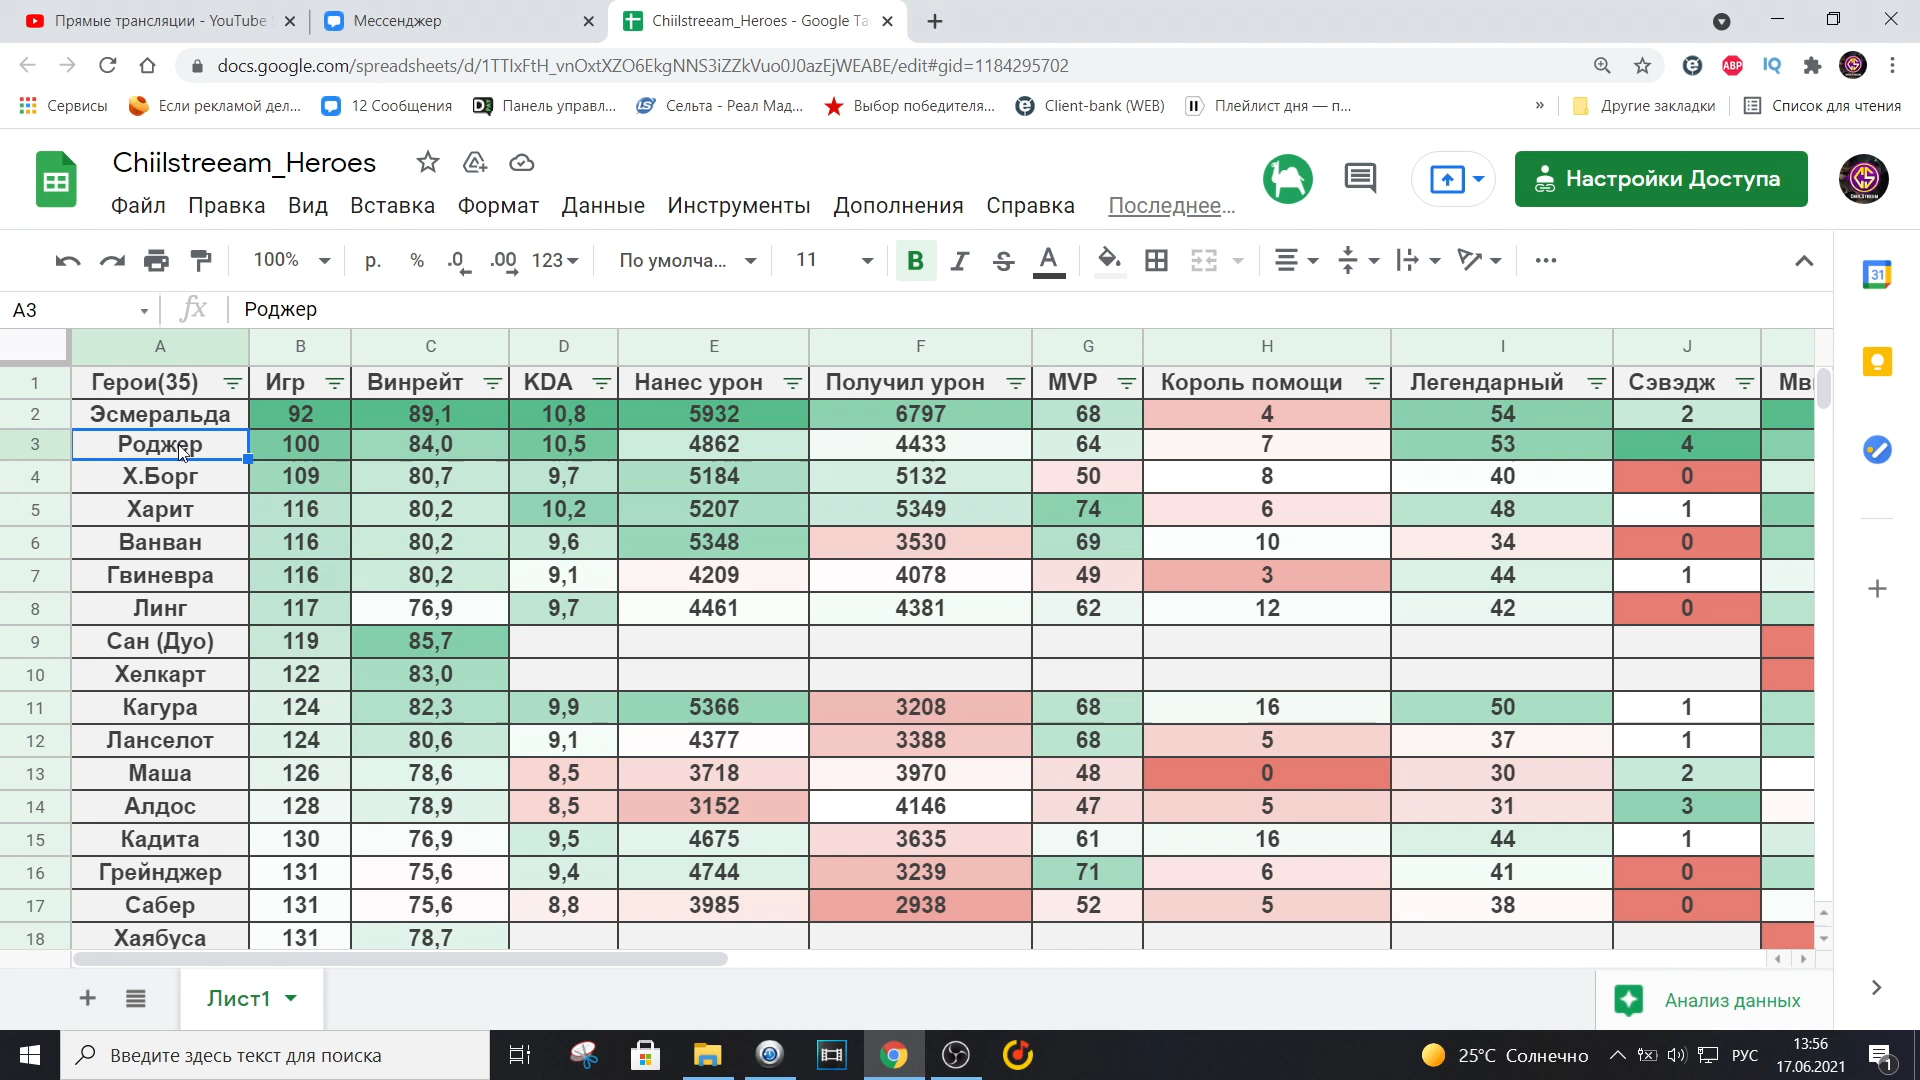 Прямые трансляции - YouTube
Мессенджер
Chiilstreeam_Heroes - Google Та
docs.google.com/spreadsheets/d/1TTIxFtH_vnOxtXZO6EkgNNS3iZZkVuo0J0azEjWEABE/edit#gid=1184295702
ABP
IQ
Сервисы
Если рекламой дел...
12 Сообщения
Панель управл...
Сельта - Реал Мад...
Выбор победителя...
Client-bank (WEB)
Плейлист дня — п...
»
Другие закладки
Список для чтения
Chiilstreeam_Heroes
Файл Правка Вид Вставка Формат Данные Инструменты Дополнения Справка Последнее...
Настройки Доступа
100% р. % .0 .00 123 По умолча... 11 B I S A
31
A3 fx Роджер
A B C D E F G H I J
1 Герои(35) Игр Винрейт KDA Нанес урон Получил урон MVP Король помощи Легендарный Сэвэдж
2 Эсмеральда 92 89,1 10,8 5932 6797 68 4 54 2
3 Роджер 100 84,0 10,5 4862 4433 64 7 53 4
4 Х.Борг 109 80,7 9,7 5184 5132 50 8 40 0
5 Харит 116 80,2 10,2 5207 5349 74 6 48 1
6 Ванван 116 80,2 9,6 5348 3530 69 10 34 0
7 Гвиневра 116 80,2 9,1 4209 4078 49 3 44 1
8 Линг 117 76,9 9,7 4461 4381 62 12 42 0
9 Сан (Дуо) 119 85,7
10 Хелкарт 122 83,0
11 Кагура 124 82,3 9,9 5366 3208 68 16 50 1
12 Ланселот 124 80,6 9,1 4377 3388 68 5 37 1
13 Маша 126 78,6 8,5 3718 3970 48 0 30 2
14 Алдос 128 78,9 8,5 3152 4146 47 5 31 3
15 Кадита 130 76,9 9,5 4675 3635 61 16 44 1
16 Грейнджер 131 75,6 9,4 4744 3239 71 6 41 0
17 Сабер 131 75,6 8,8 3985 2938 52 5 38 0
18 Хаябуса 131 78,7
Лист1
Анализ данных
Введите здесь текст для поиска
25°C Солнечно
РУС
13:56
17.06.2021
1